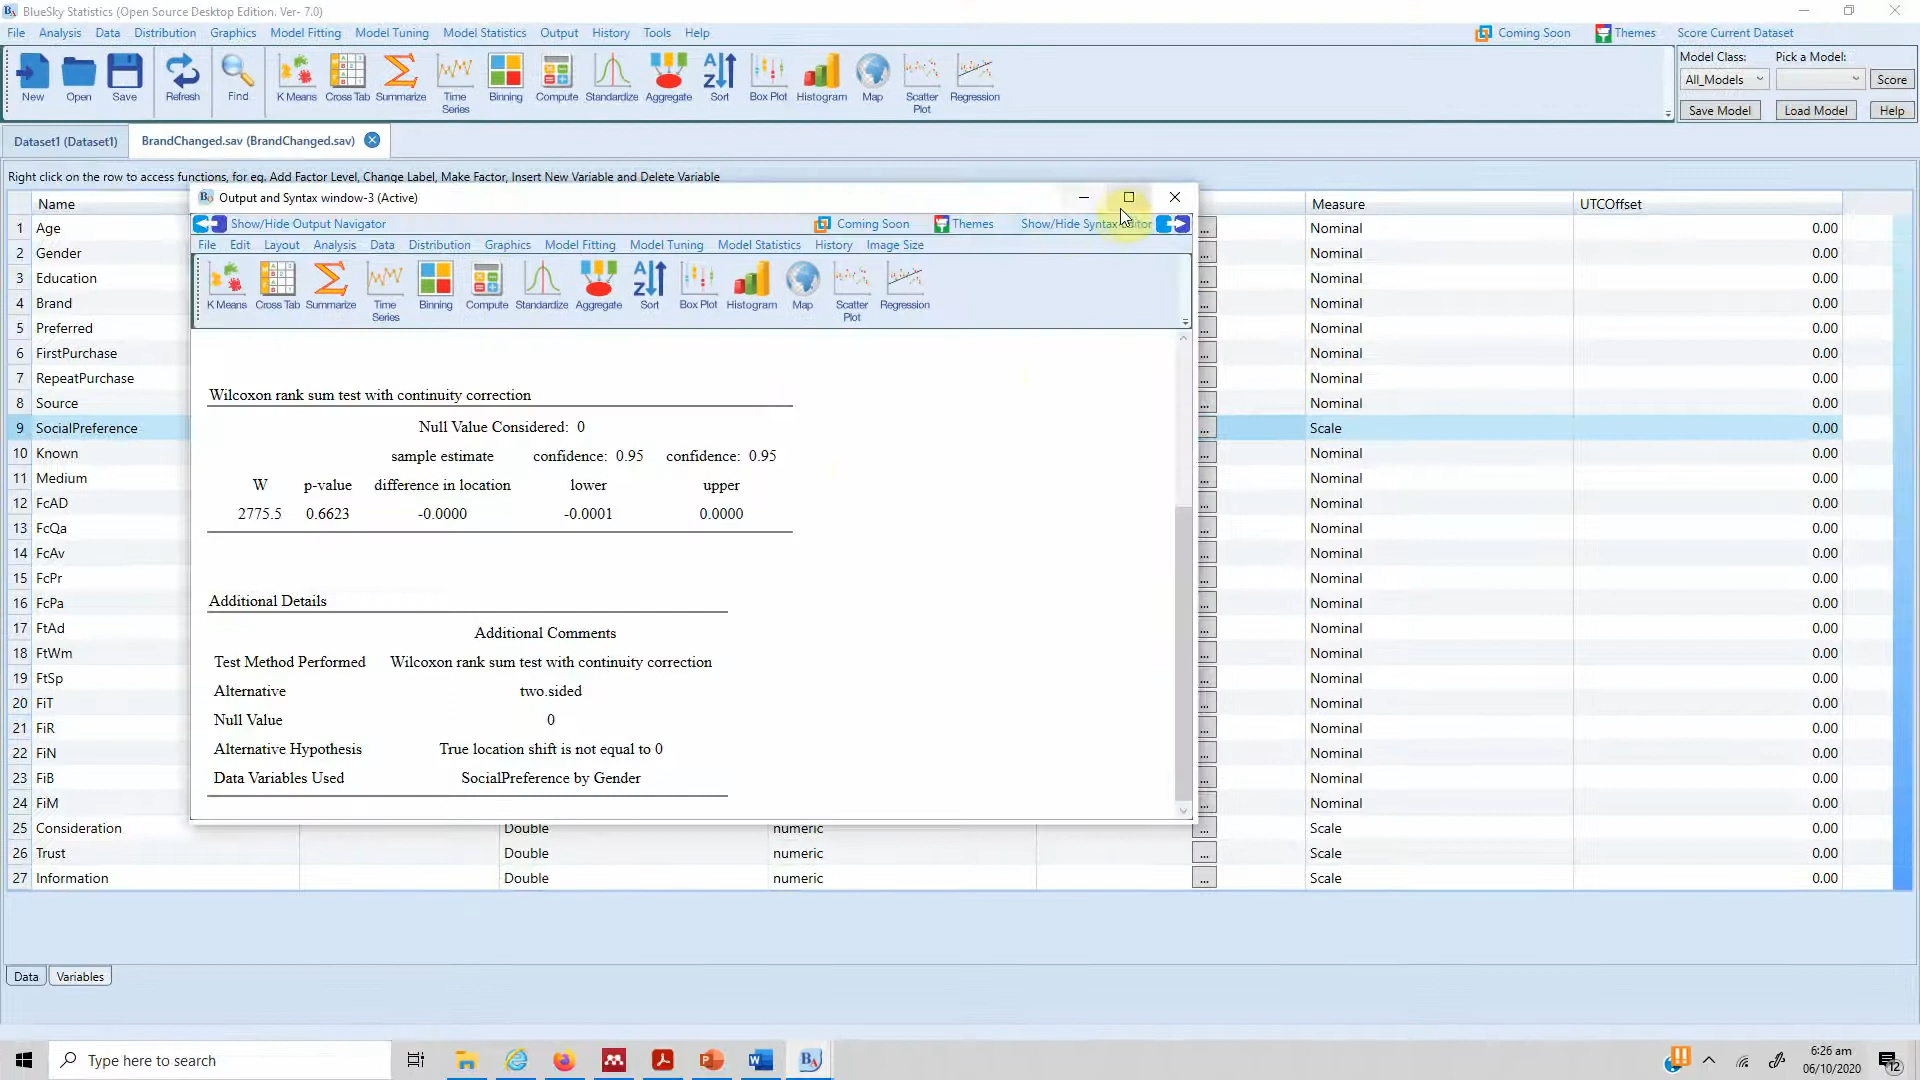 BlueSky Statistics (Open Source Desktop Edition. Ver- 7.0)
File Analysis Data Distribution Graphics Model Fitting Model Tuning Model Statistics Output History Tools Help Coming Soon Themes Score Current Dataset
New Open Save Refresh Find K Means Cross Tab Summarize Time Series Binning Compute Standardize Aggregate Sort Box Plot Histogram Map Scatter Plot Regression
Model Class: Pick a Model:
All_Models Score
Save Model Load Model Help
Dataset1 (Dataset1) BrandChanged.sav (BrandChanged.sav)
Right click on the row to access functions, for eg. Add Factor Level, Change Label, Make Factor, Insert New Variable and Delete Variable
Name Measure UTCOffset
1 Age ... Nominal 0.00
2 Gender Nominal 0.00
3 Education ... Nominal 0.00
4 Brand ... Nominal 0.00
5 Preferred ... Nominal 0.00
6 FirstPurchase ... Nominal 0.00
7 RepeatPurchase ... Nominal 0.00
8 Source ... Nominal 0.00
9 SocialPreference ... Scale 0.00
10 Known ... Nominal 0.00
11 Medium ... Nominal 0.00
12 FcAD ... Nominal 0.00
13 FcQa ... Nominal 0.00
14 FcAv ... Nominal 0.00
15 FcPr ... Nominal 0.00
16 FcPa ... Nominal 0.00
17 FtAd ... Nominal 0.00
18 FtWm ... Nominal 0.00
19 FtSp ... Nominal 0.00
20 FiT ... Nominal 0.00
21 FiR ... Nominal 0.00
22 FiN ... Nominal 0.00
23 FiB ... Nominal 0.00
24 FiM ... Nominal 0.00
25 Consideration Double numeric ... Scale 0.00
26 Trust Double numeric ... Scale 0.00
27 Information Double numeric ... Scale 0.00
Output and Syntax window-3 (Active)
Show/Hide Output Navigator Coming Soon Themes Show/Hide Syntax Editor
File Edit Layout Analysis Data Distribution Graphics Model Fitting Model Tuning Model Statistics History Image Size
K Means Cross Tab Summarize Time Series Binning Compute Standardize Aggregate Sort Box Plot Histogram Map Scatter Plot Regression
Wilcoxon rank sum test with continuity correction
Null Value Considered: 0
sample estimate confidence: 0.95 confidence: 0.95
W p-value difference in location lower upper
2775.5 0.6623 -0.0000 -0.0001 0.0000
Additional Details
Additional Comments
Test Method Performed Wilcoxon rank sum test with continuity correction
Alternative two.sided
Null Value 0
Alternative Hypothesis True location shift is not equal to 0
Data Variables Used SocialPreference by Gender
Data Variables
Type here to search
6:26 am
06/10/2020
12